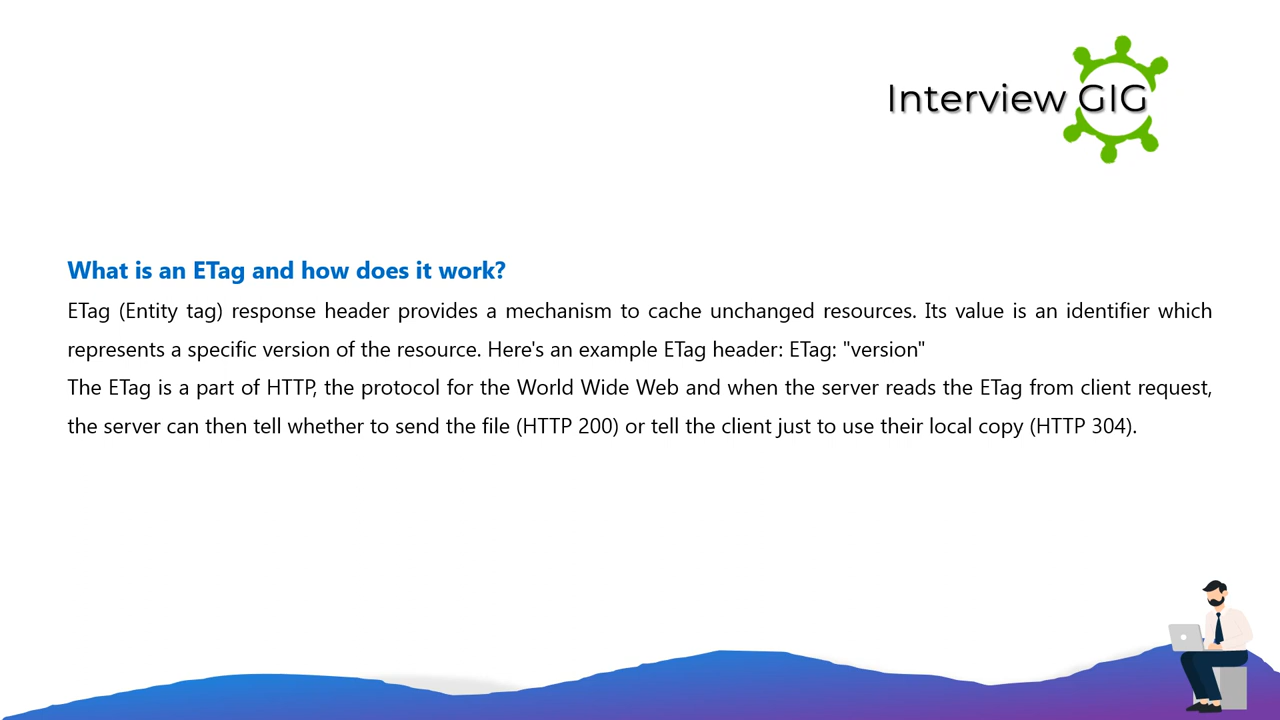 Interview GIG
What is an ETag and how does it work?
ETag (Entity tag) response header provides a mechanism to cache unchanged resources. Its value is an identifier which
represents a specific version of the resource. Here's an example ETag header: ETag: "version"
The ETag is a part of HTTP, the protocol for the World Wide Web and when the server reads the ETag from client request,
the server can then tell whether to send the file (HTTP 200) or tell the client just to use their local copy (HTTP 304).